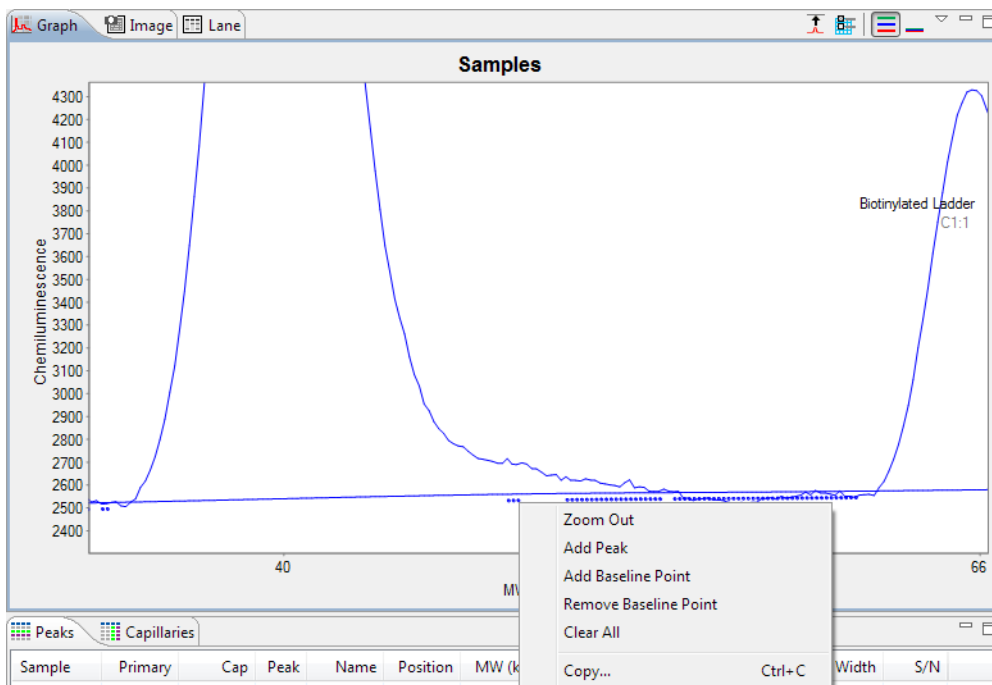 Graph Image Lane
Samples
4300
4200
4100
4000
3900
3800
3700
3600
3500
3400
3300
3200
3100
3000
2900
2800
2700
2600
2500
2400
Chemiluminescence
Biotinylated Ladder
C1:1
40
66
Zoom Out
Add Peak
Add Baseline Point
Remove Baseline Point
Clear All
Copy... Ctrl+C
Peaks Capillaries
Sample Primary Cap Peak Name Position MW Width S/N